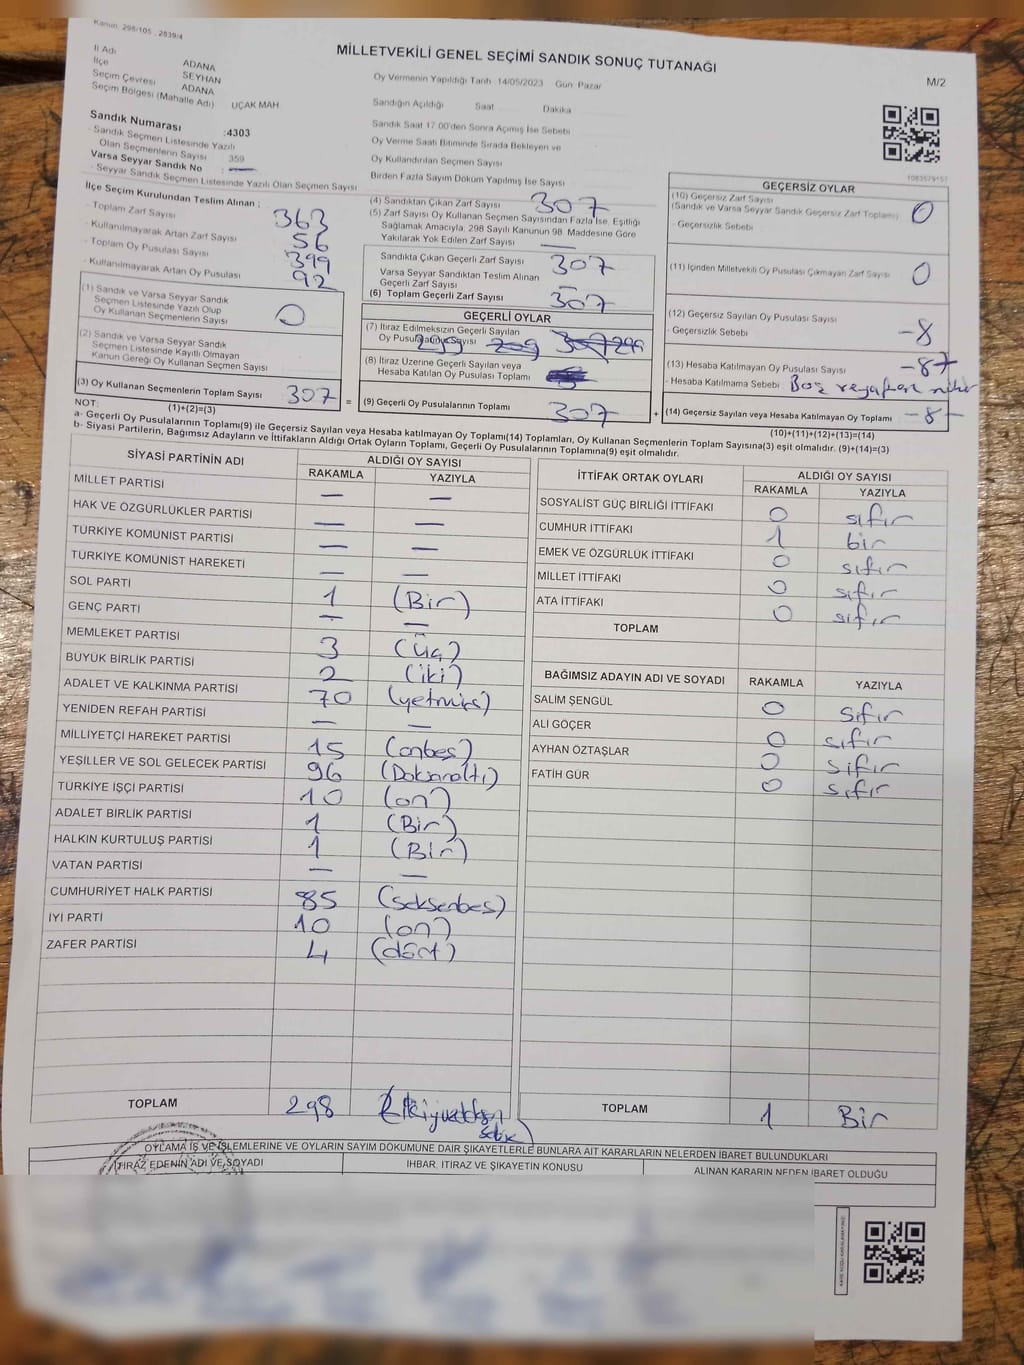 Kanun, 298/105, 2839/4
MİLLETVEKİLİ GENEL SEÇİMİ SANDIK SONUÇ TUTANAĞI
M/2
İl Adı ADANA
İlçe SEYHAN
Seçim Çevresi ADANA
Seçim Bölgesi (Mahalle Adı) UÇAK MAH
Oy Vermenin Yapıldığı Tarih 14/05/2023 Gün Pazar
Sandığın Açıldığı Saat Dakika
Sandık Saat 17.00'den Sonra Açılmış İse Sebebi
Oy Verme Saati Bitiminde Sırada Bekleyen ve
Oy Kullandırılan Seçmen Sayısı
Birden Fazla Sayım Döküm Yapılmış İse Sayısı
Sandık Numarası :4303
- Sandık Seçmen Listesinde Yazılı
Olan Seçmenlerin Sayısı 359
Varsa Seyyar Sandık No : —
- Seyyar Sandık Seçmen Listesinde Yazılı Olan Seçmen Sayısı
İlçe Seçim Kurulundan Teslim Alınan ;
- Toplam Zarf Sayısı 363
- Kullanılmayarak Artan Zarf Sayısı 56
- Toplam Oy Pusulası Sayısı 399
- Kullanılmayarak Artan Oy Pusulası 92
(1) Sandık ve Varsa Seyyar Sandık
Seçmen Listesinde Yazılı Olup
Oy Kullanan Seçmenlerin Sayısı 0
(2) Sandık ve Varsa Seyyar Sandık
Seçmen Listesinde Kayıtlı Olmayan
Kanun Gereği Oy Kullanan Seçmen Sayısı
(3) Oy Kullanan Seçmenlerin Toplam Sayısı 307 =
(1)+(2)=(3)
(4) Sandıktan Çıkan Zarf Sayısı 307
(5) Zarf Sayısı Oy Kullanan Seçmen Sayısından Fazla İse, Eşitliği
Sağlamak Amacıyla, 298 Sayılı Kanunun 98. Maddesine Göre
Yakılarak Yok Edilen Zarf Sayısı —
Sandıkta Çıkan Geçerli Zarf Sayısı 307
Varsa Seyyar Sandıktan Teslim Alınan
Geçerli Zarf Sayısı —
(6) Toplam Geçerli Zarf Sayısı 307
GEÇERLİ OYLAR
(7) İtiraz Edilmeksizin Geçerli Sayılan
Oy Pusulalarının Sayısı 299
(8) İtiraz Üzerine Geçerli Sayılan veya
Hesaba Katılan Oy Pusulası Toplamı
(9) Geçerli Oy Pusulalarının Toplamı 307 +
1083529157
GEÇERSİZ OYLAR
(10) Geçersiz Zarf Sayısı 0
(Sandık ve Varsa Seyyar Sandık Geçersiz Zarf Toplamı)
- Geçersizlik Sebebi
(11) İçinden Milletvekili Oy Pusulası Çıkmayan Zarf Sayısı 0
(12) Geçersiz Sayılan Oy Pusulası Sayısı
- Geçersizlik Sebebi -8
(13) Hesaba Katılmayan Oy Pusulası Sayısı
- Hesaba Katılmama Sebebi Boş
(14) Geçersiz Sayılan veya Hesaba Katılmayan Oy Toplamı -8-
(10)+(11)+(12)+(13)=(14)
NOT:
a- Geçerli Oy Pusulalarının Toplamı(9) ile Geçersiz Sayılan veya Hesaba katılmayan Oy Toplamı(14) Toplamları, Oy Kullanan Seçmenlerin Toplam Sayısına(3) eşit olmalıdır. (9)+(14)=(3)
b- Siyasi Partilerin, Bağımsız Adayların ve İttifakların Aldığı Ortak Oyların Toplamı, Geçerli Oy Pusulalarının Toplamına(9) eşit olmalıdır.
SİYASİ PARTİNİN ADI ALDIĞI OY SAYISI
RAKAMLA YAZIYLA
MİLLET PARTİSİ — —
HAK VE ÖZGÜRLÜKLER PARTİSİ — —
TÜRKİYE KOMÜNİST PARTİSİ — —
TÜRKİYE KOMÜNİST HAREKETİ — —
SOL PARTİ 1 (Bir)
GENÇ PARTİ — —
MEMLEKET PARTİSİ 3 (üç)
BÜYÜK BİRLİK PARTİSİ 2 (iki)
ADALET VE KALKINMA PARTİSİ 70 (yetmiş)
YENİDEN REFAH PARTİSİ — —
MİLLİYETÇİ HAREKET PARTİSİ 15 (onbeş)
YEŞİLLER VE SOL GELECEK PARTİSİ 96 (Doksanaltı)
TÜRKİYE İŞÇİ PARTİSİ 10 (on)
ADALET BİRLİK PARTİSİ 1 (Bir)
HALKIN KURTULUŞ PARTİSİ 1 (Bir)
VATAN PARTİSİ — —
CUMHURİYET HALK PARTİSİ 85 (seksenbeş)
İYİ PARTİ 10 (on)
ZAFER PARTİSİ 4 (dört)
TOPLAM 298
İTTİFAK ORTAK OYLARI ALDIĞI OY SAYISI
RAKAMLA YAZIYLA
SOSYALİST GÜÇ BİRLİĞİ İTTİFAKI 0 sıfır
CUMHUR İTTİFAKI 1 bir
EMEK VE ÖZGÜRLÜK İTTİFAKI 0 sıfır
MİLLET İTTİFAKI 0 sıfır
ATA İTTİFAKI 0 sıfır
TOPLAM
BAĞIMSIZ ADAYIN ADI VE SOYADI RAKAMLA YAZIYLA
SALİM ŞENGÜL 0 Sıfır
ALİ GÖÇER 0 sıfır
AYHAN ÖZTAŞLAR 0 Sıfır
FATİH GÜR 0 sıfır
TOPLAM 1 Bir
OYLAMA İŞ VE İŞLEMLERİNE VE OYLARIN SAYIM DÖKÜMÜNE DAİR ŞİKAYETLERLE BUNLARA AİT KARARLARIN NELERDEN İBARET BULUNDUKLARI
İTİRAZ EDENİN ADI VE SOYADI İHBAR, İTİRAZ VE ŞİKAYETİN KONUSU ALINAN KARARIN NEDEN İBARET OLDUĞU